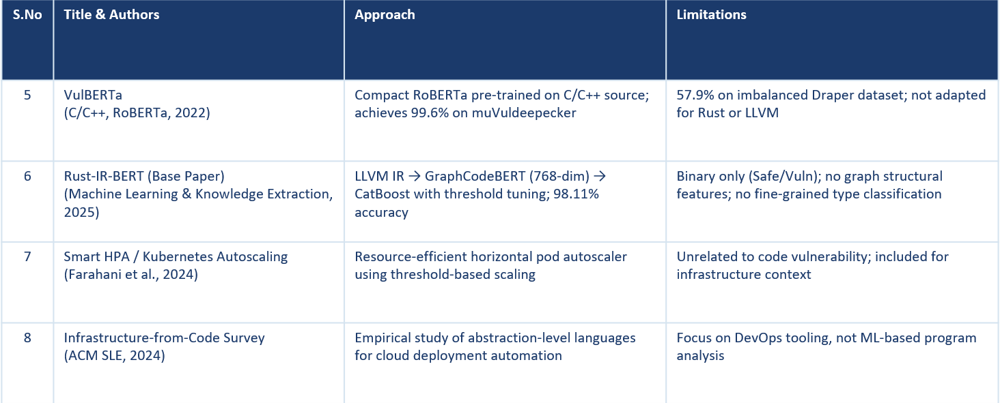 S.No
Title & Authors
Approach
Limitations
5
VulBERTa
(C/C++, RoBERTa, 2022)
Compact RoBERTa pre-trained on C/C++ source;
achieves 99.6% on muVuldeepecker
57.9% on imbalanced Draper dataset; not adapted
for Rust or LLVM
6
Rust-IR-BERT (Base Paper)
(Machine Learning & Knowledge Extraction,
2025)
LLVM IR → GraphCodeBERT (768-dim) →
CatBoost with threshold tuning; 98.11%
accuracy
Binary only (Safe/Vuln); no graph structural
features; no fine-grained type classification
7
Smart HPA / Kubernetes Autoscaling
(Farahani et al., 2024)
Resource-efficient horizontal pod autoscaler
using threshold-based scaling
Unrelated to code vulnerability; included for
infrastructure context
8
Infrastructure-from-Code Survey
(ACM SLE, 2024)
Empirical study of abstraction-level languages
for cloud deployment automation
Focus on DevOps tooling, not ML-based program
analysis